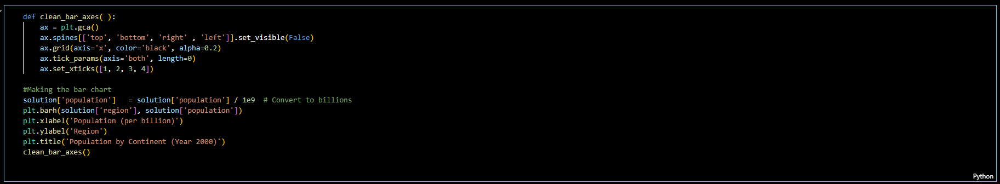 def clean_bar_axes( ):
    ax = plt.gca()
    ax.spines[['top', 'bottom', 'right' , 'left']].set_visible(False)
    ax.grid(axis='x', color='black', alpha=0.2)
    ax.tick_params(axis='both', length=0)
    ax.set_xticks([1, 2, 3, 4])

#Making the bar chart
solution['population']   = solution['population'] / 1e9  # Convert to billions
plt.barh(solution['region'], solution['population'])
plt.xlabel('Population (per billion)')
plt.ylabel('Region')
plt.title('Population by Continent (Year 2000)')
clean_bar_axes()
Python